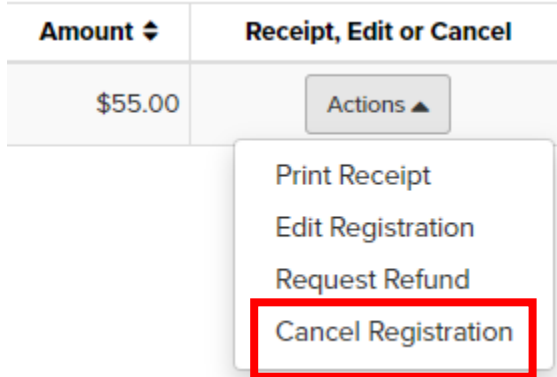 Amount Receipt, Edit or Cancel
$55.00 Actions
Print Receipt
Edit Registration
Request Refund
Cancel Registration